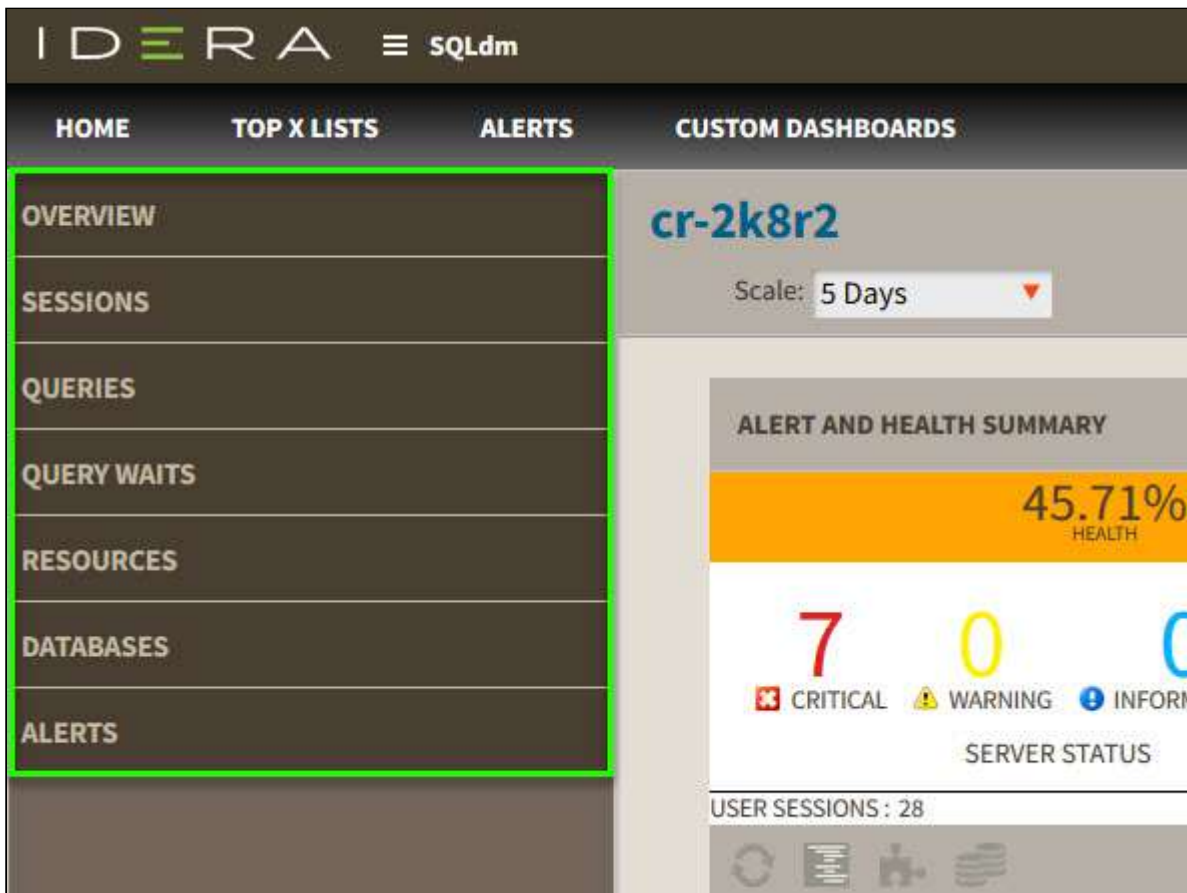 IDERA ☰ SQLdm
HOME TOP X LISTS ALERTS CUSTOM DASHBOARDS
OVERVIEW
SESSIONS
QUERIES
QUERY WAITS
RESOURCES
DATABASES
ALERTS
cr-2k8r2
Scale: 5 Days
ALERT AND HEALTH SUMMARY
45.71%
HEALTH
7 0
CRITICAL WARNING
SERVER STATUS
USER SESSIONS : 28